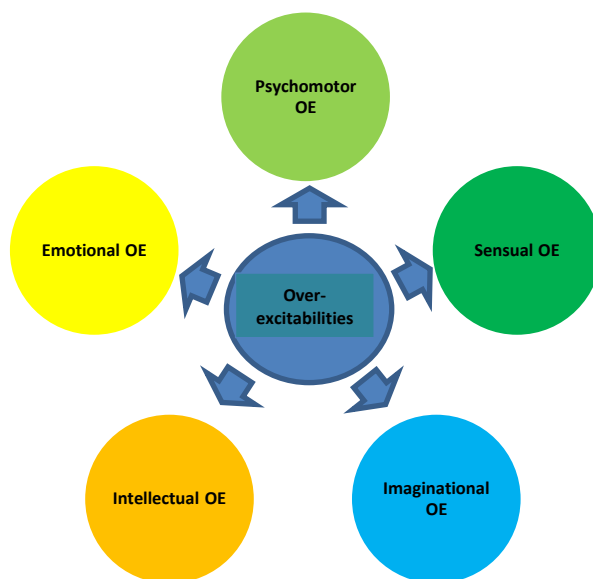 Psychomotor
OE
Emotional OE
Sensual OE
Over-
excitabilities
Intellectual OE
Imaginational
OE